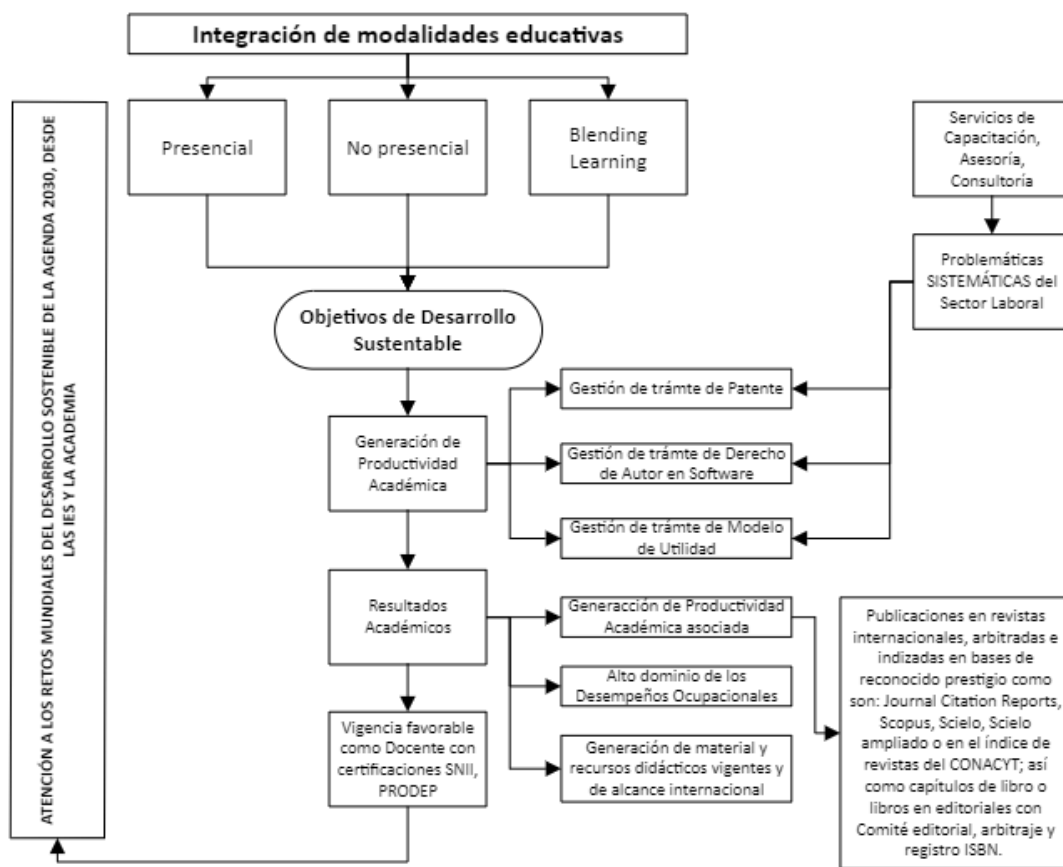 Integración de modalidades educativas
Presencial
No presencial
Blending
Learning
Servicios de
Capacitación,
Asesoría,
Consultoría
ATENCIÓN A LOS RETOS MUNDIALES DEL DESARROLLO SOSTENIBLE DE LA AGENDA 2030, DESDE
LAS IES Y LA ACADEMIA
Problemáticas
SISTEMÁTICAS del
Sector Laboral
Objetivos de Desarrollo
Sustentable
Generación de
Productividad
Académica
Gestión de trámte de Patente
Gestión de trámte de Derecho
de Autor en Software
Gestión de trámte de Modelo
de Utilidad
Resultados
Académicos
Generacción de Productividad
Académica asociada
Alto dominio de los
Desempeños Ocupacionales
Generación de material y
recursos didácticos vigentes y
de alcance internacional
Publicaciones en revistas
internacionales, arbitradas e
indizadas en bases de
reconocido prestigio como
son: Journal Citation Reports,
Scopus, Scielo, Scielo
ampliado o en el índice de
revistas del CONACYT; así
como capítulos de libro o
libros en editoriales con
Comité editorial, arbitraje y
registro ISBN.
Vigencia favorable
como Docente con
certificaciones SNII,
PRODEP